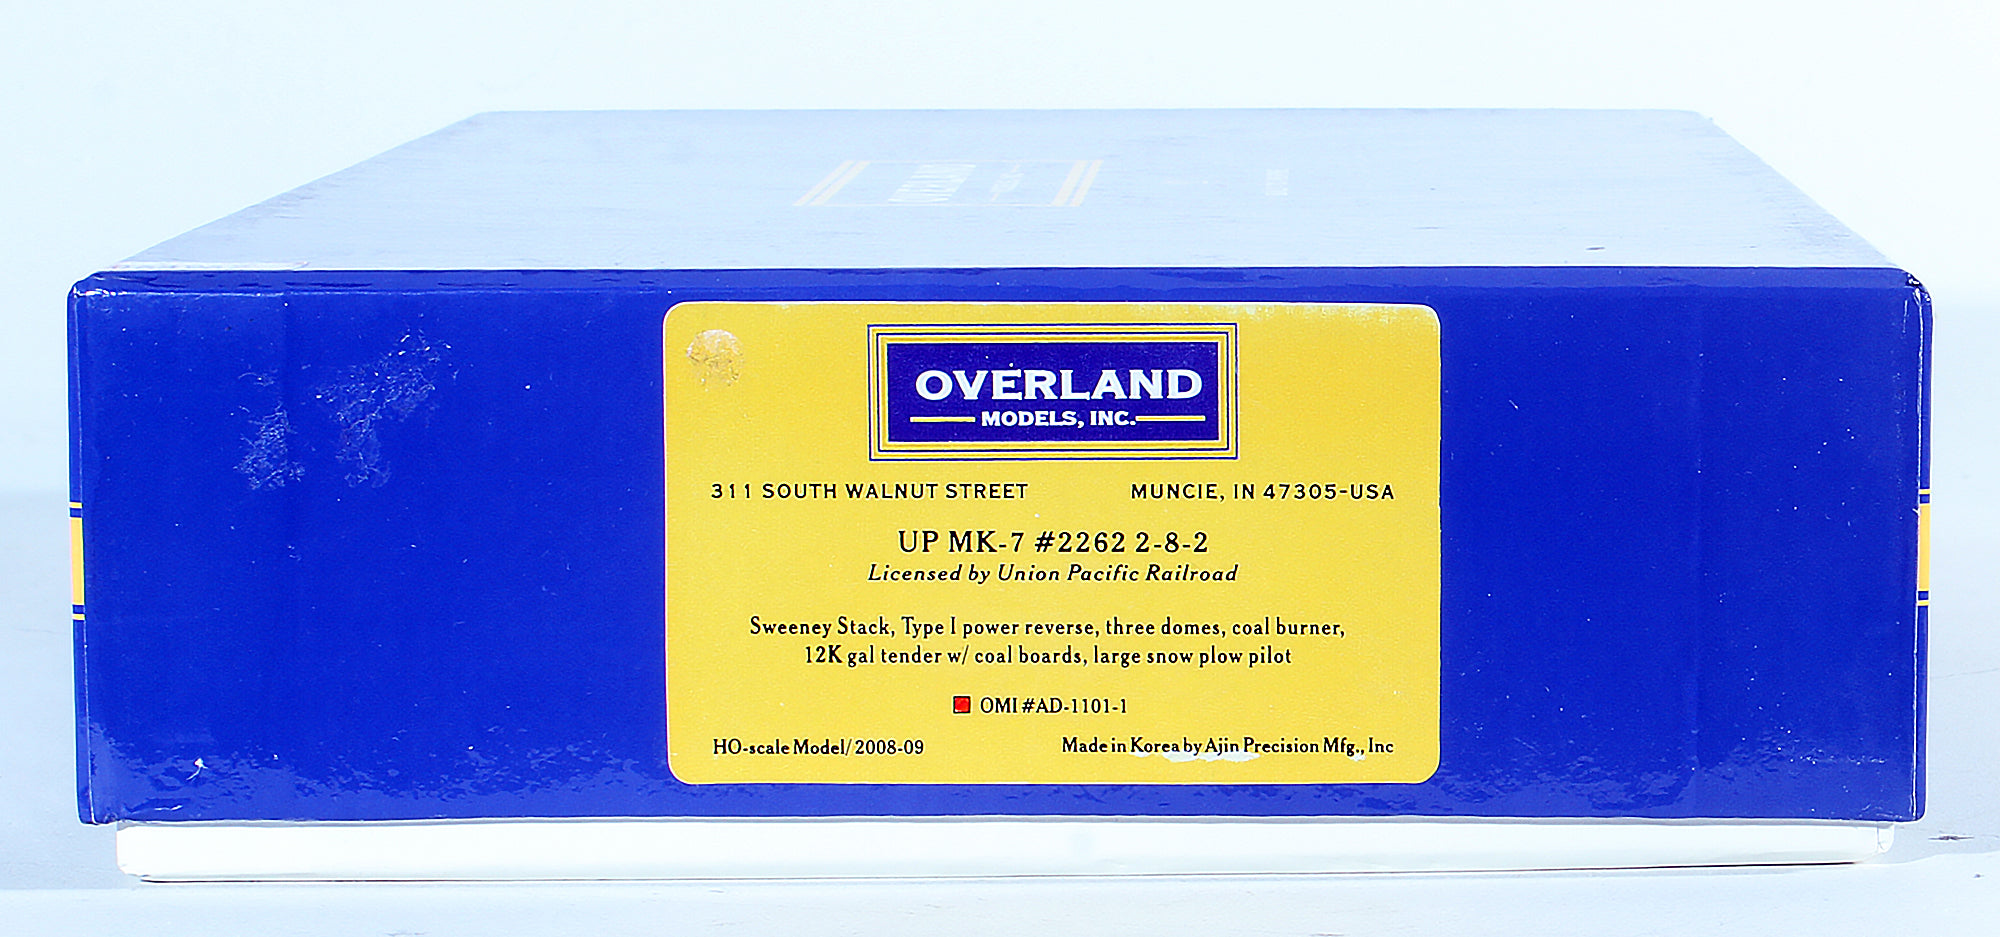 OVERLAND
MODELS, INC.
311 SOUTH WALNUT STREET MUNCIE, IN 47305-USA
UP MK-7 #2262 2-8-2
Licensed by Union Pacific Railroad
Sweeney Stack, Type I power reverse, three domes, coal burner,
12K gal tender w/ coal boards, large snow plow pilot
OMI #AD-1101-1
HO-scale Model/ 2008-09 Made in Korea by Ajin Precision Mfg., Inc